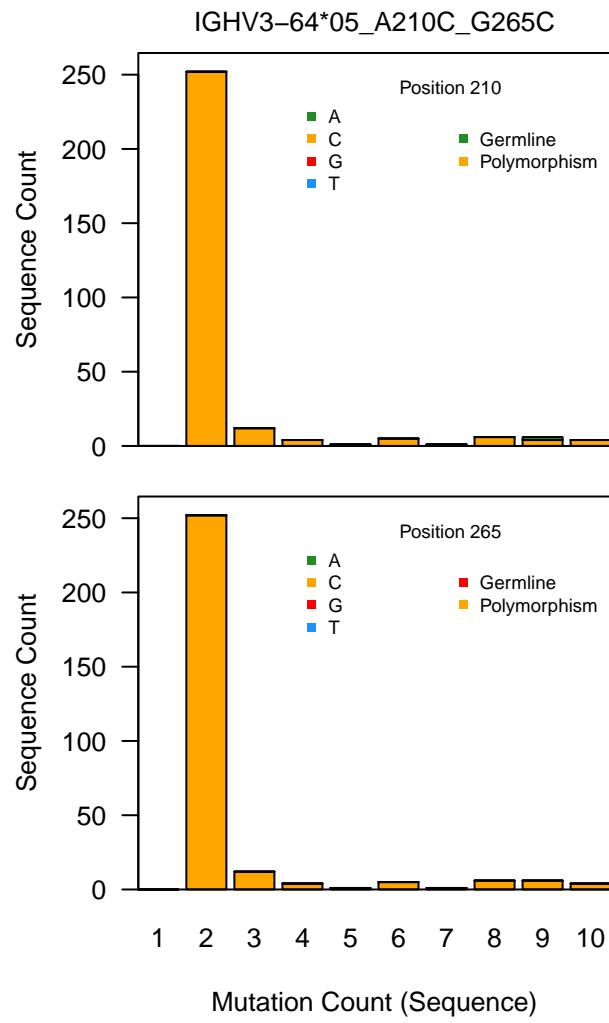 IGHV3−64*05_A210C_G265C
Position 210
A
C
G
T
Germline
Polymorphism
Sequence Count
250
200
150
100
50
0
Position 265
A
C
G
T
Germline
Polymorphism
Sequence Count
250
200
150
100
50
0
1 2 3 4 5 6 7 8 9 10
Mutation Count (Sequence)